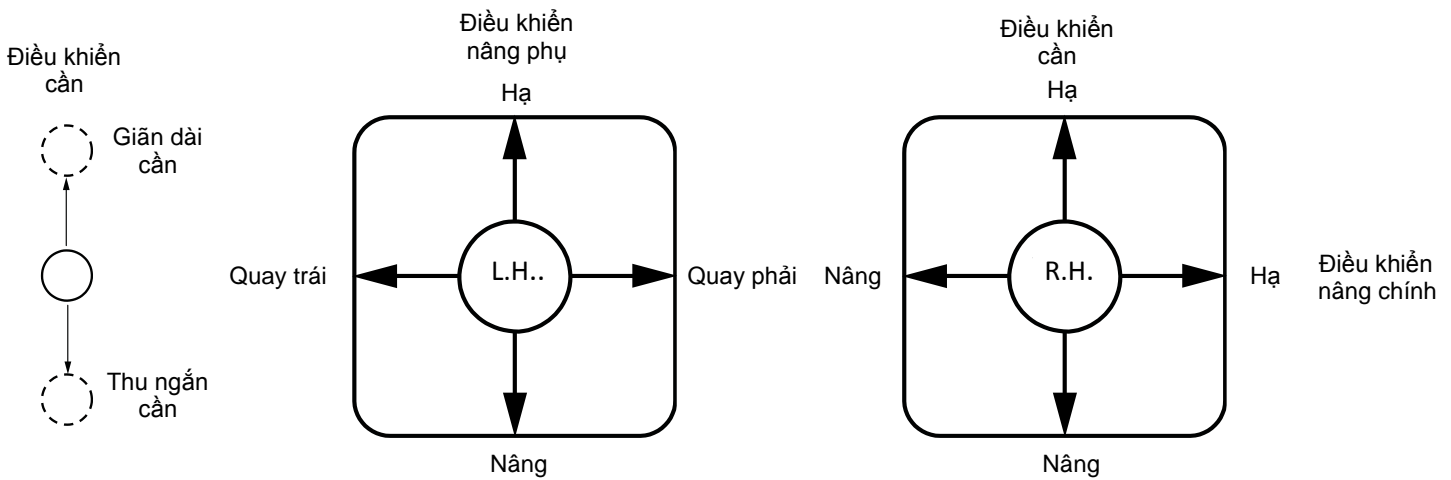 Điều khiển
cần
Giãn dài
cần
Thu ngắn
cần
Điều khiển
nâng phụ
Hạ
Quay trái
L.H..
Quay phải
Nâng
Điều khiển
cần
Hạ
Nâng
R.H.
Hạ
Điều khiển
nâng chính
Nâng